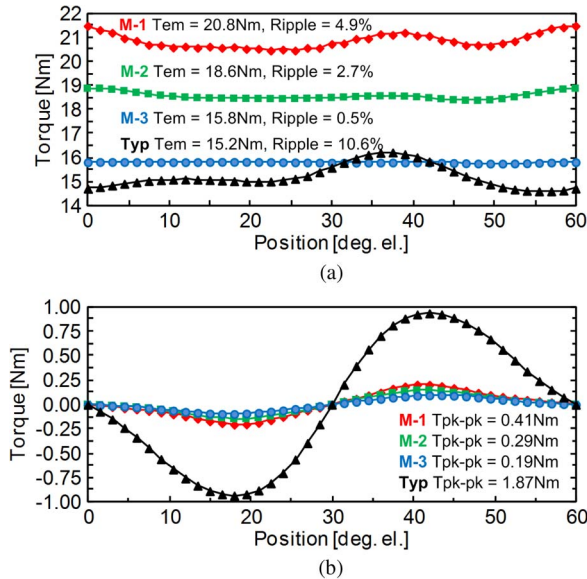 22
21
20
19
18
17
16
15
14
Torque [Nm]
M-1 Tem = 20.8Nm, Ripple = 4.9%
M-2 Tem = 18.6Nm, Ripple = 2.7%
M-3 Tem = 15.8Nm, Ripple = 0.5%
Typ Tem = 15.2Nm, Ripple = 10.6%
0 10 20 30 40 50 60
Position [deg. el.]
(a)
1.00
0.75
0.50
0.25
0.00
-0.25
-0.50
-0.75
-1.00
Torque [Nm]
M-1 Tpk-pk = 0.41Nm
M-2 Tpk-pk = 0.29Nm
M-3 Tpk-pk = 0.19Nm
Typ Tpk-pk = 1.87Nm
0 10 20 30 40 50 60
Position [deg. el.]
(b)